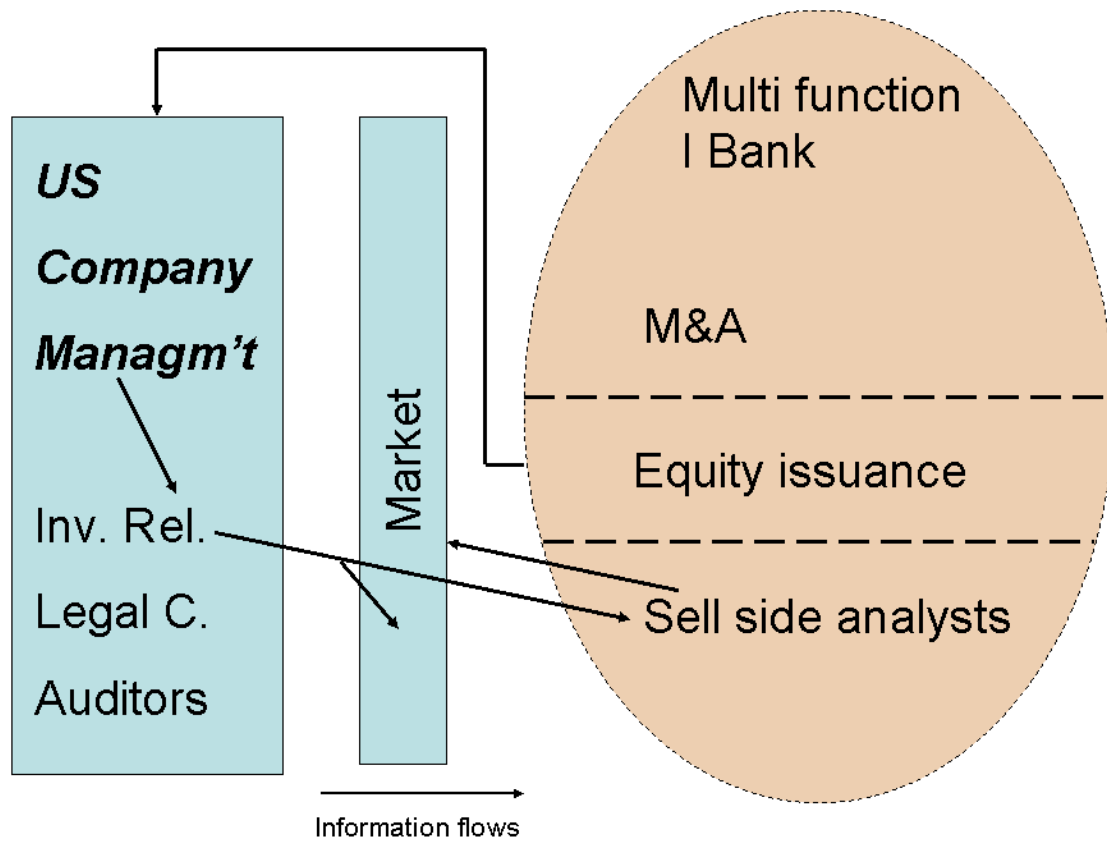 US
Company
Managm't
Inv. Rel.
Legal C.
Auditors
Market
Multi function
I Bank
M&A
Equity issuance
Sell side analysts
Information flows